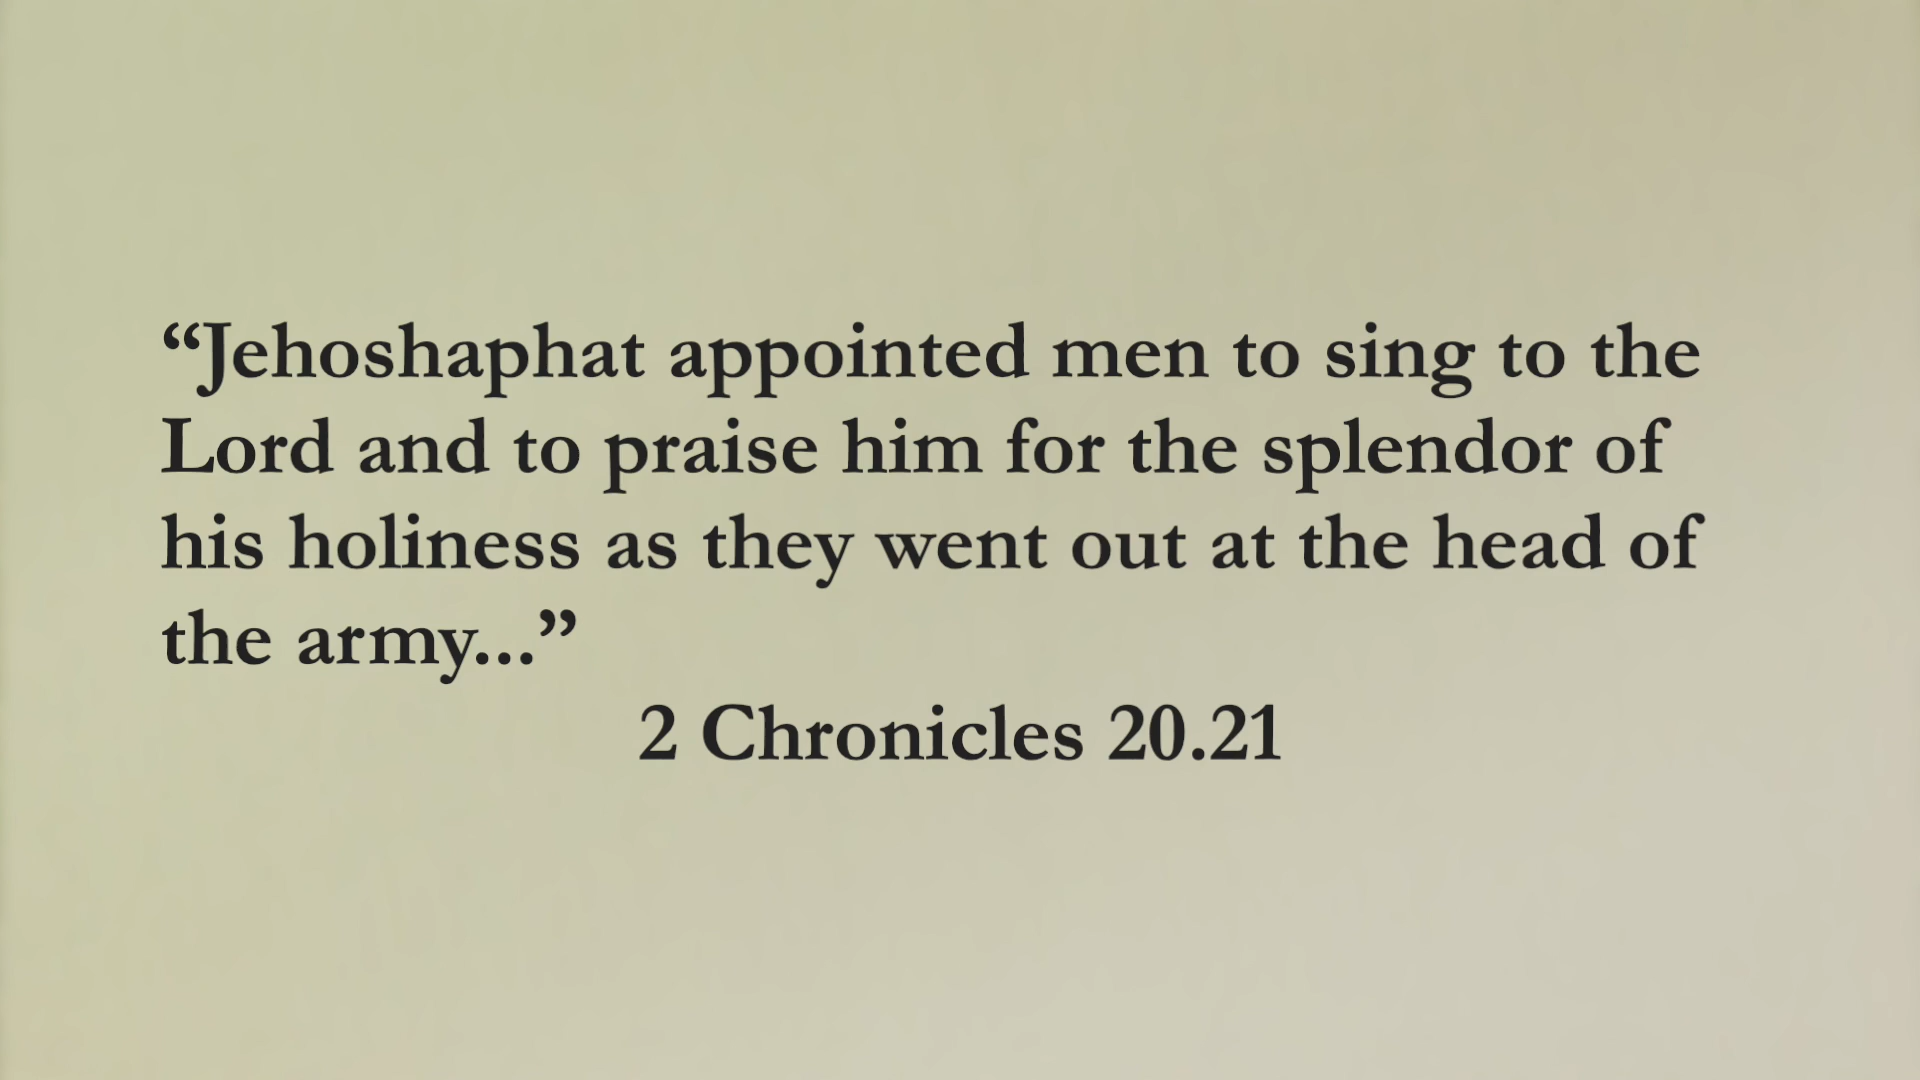 “Jehoshaphat appointed men to sing to the
Lord and to praise him for the splendor of
his holiness as they went out at the head of
the army...”
2 Chronicles 20.21